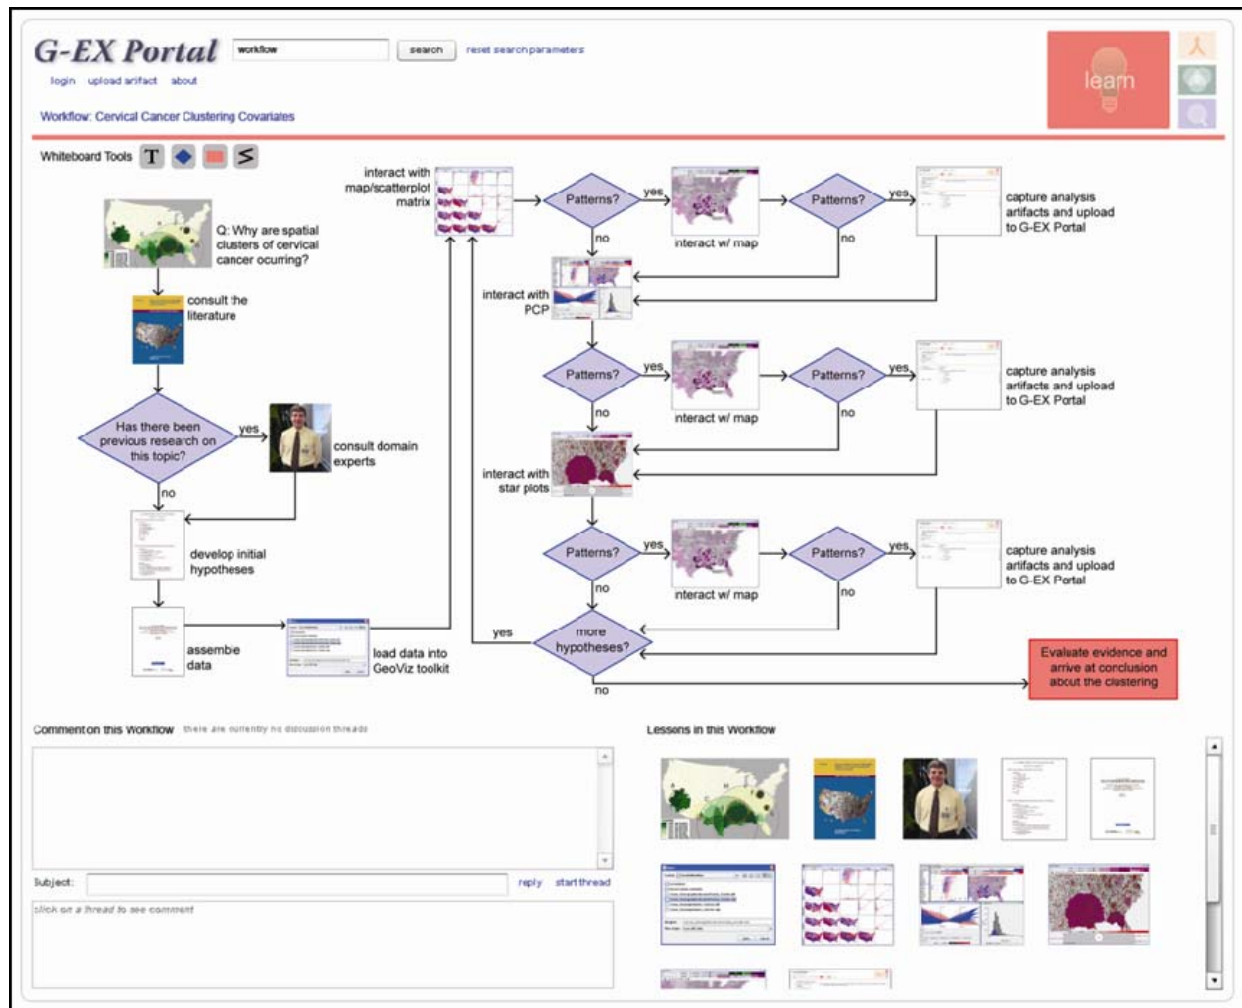 G-EX Portal
workflow
search
reset search parameters
login upload artifact about
learn
Workflow: Cervical Cancer Clustering Covariates
Whiteboard Tools T
Q: Why are spatial
clusters of cervical
cancer ocurring?
consult the
literature
Has there been
previous research on
this topic?
yes
consult domain
experts
no
develop initial
hypotheses
assemble
data
load data into
GeoViz toolkit
interact with
map/scatterplot
matrix
Patterns?
yes
interact w/ map
Patterns?
yes
capture analysis
artifacts and upload
to G-EX Portal
no
no
interact with
PCP
Patterns?
yes
interact w/ map
Patterns?
yes
capture analysis
artifacts and upload
to G-EX Portal
no
no
interact with
star plots
Patterns?
yes
interact w/ map
Patterns?
yes
capture analysis
artifacts and upload
to G-EX Portal
no
no
more
hypotheses?
yes
no
Evaluate evidence and
arrive at conclusion
about the clustering
Comment on this Workflow there are currently no discussion threads
Subject:
reply start thread
click on a thread to see comment
Lessons in this Workflow